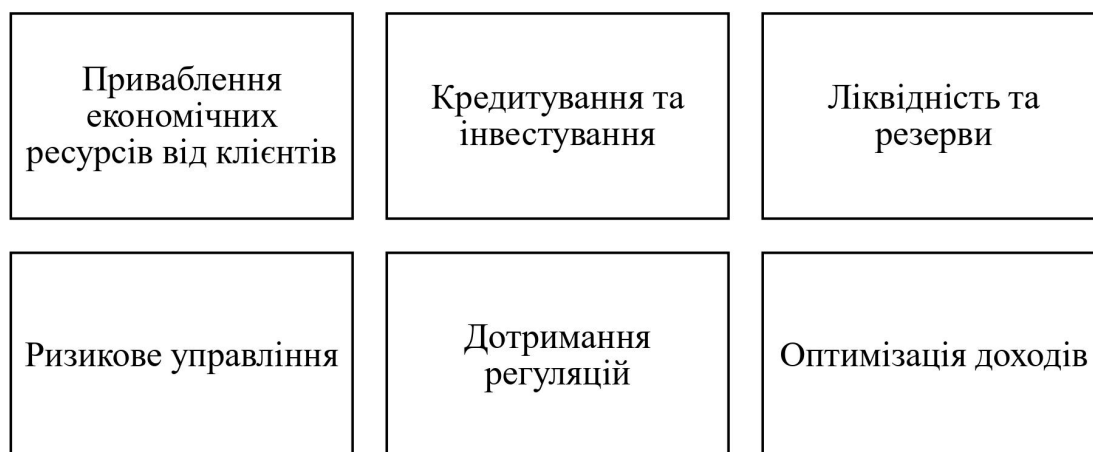 Приваблення
економічних
ресурсів від клієнтів
Кредитування та
інвестування
Ліквідність та
резерви
Ризикове управління
Дотримання
регуляцій
Оптимізація доходів